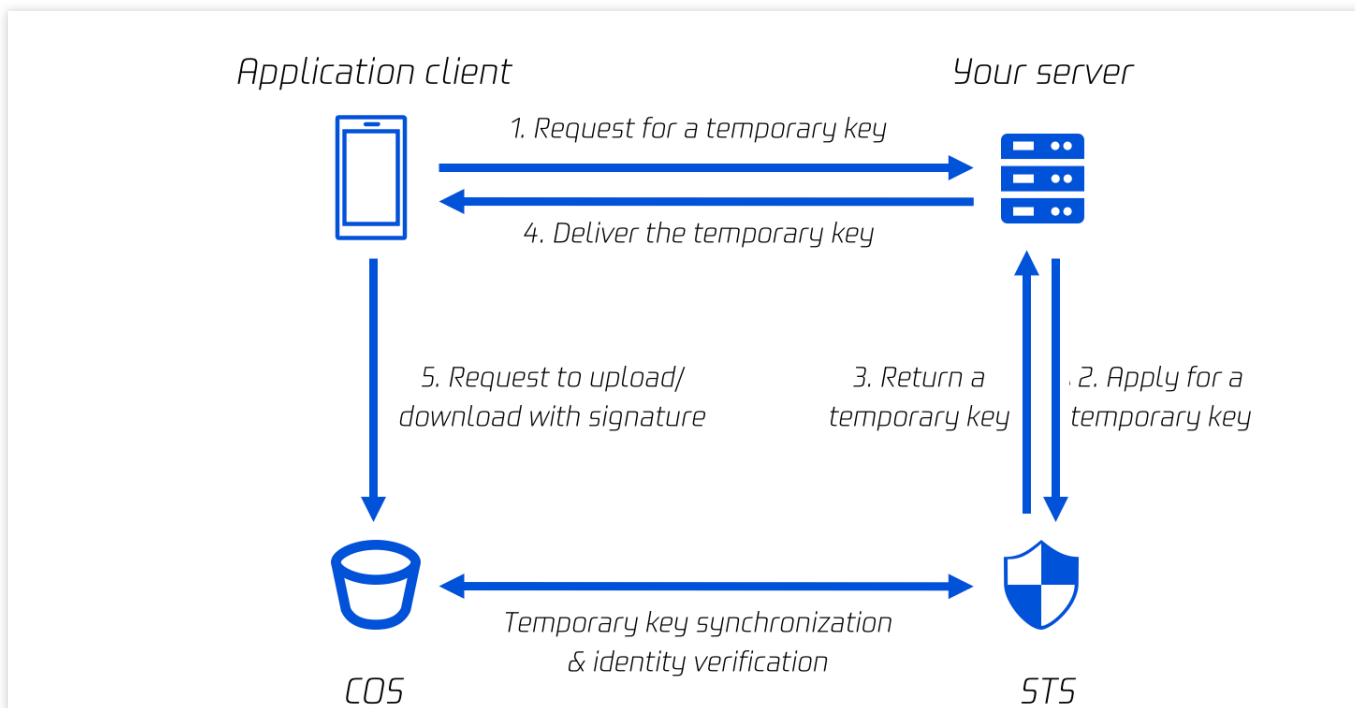 Application client
Your server
1. Request for a temporary key
4. Deliver the temporary key
5. Request to upload/
download with signature
3. Return a
temporary key
2. Apply for a
temporary key
Temporary key synchronization
& identity verification
COS
STS